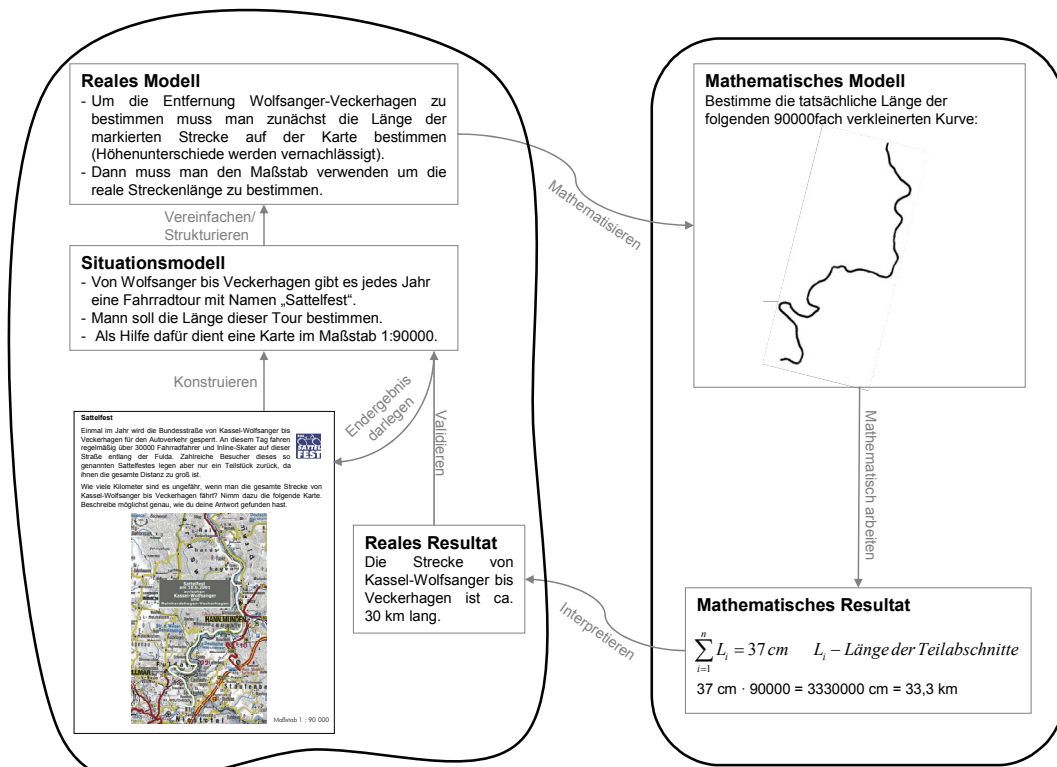 Reales Modell
- Um die Entfernung Wolfsanger-Veckerhagen zu
bestimmen muss man zunächst die Länge der
markierten Strecke auf der Karte bestimmen
(Höhenunterschiede werden vernachlässigt).
- Dann muss man den Maßstab verwenden um die
reale Streckenlänge zu bestimmen.
Vereinfachen/
Strukturieren
Situationsmodell
- Von Wolfsanger bis Veckerhagen gibt es jedes Jahr
eine Fahrradtour mit Namen „Sattelfest“.
- Mann soll die Länge dieser Tour bestimmen.
- Als Hilfe dafür dient eine Karte im Maßstab 1:90000.
Konstruieren
Endergebnis
darlegen
Validieren
Sattelfest
Einmal im Jahr wird die Bundesstraße von Kassel-Wolfsanger bis
Veckerhagen für den Autoverkehr gesperrt. An diesem Tag fahren
regelmäßig über 30000 Fahrradfahrer und Inline-Skater auf dieser
Straße entlang der Fulda. Zahlreiche Besucher dieses so
genannten Sattelfestes legen aber nur ein Teilstück zurück, da
ihnen die gesamte Distanz zu groß ist.
SATTEL
FEST
Wie viele Kilometer sind es ungefähr, wenn man die gesamte Strecke von
Kassel-Wolfsanger bis Veckerhagen fährt? Nimm dazu die folgende Karte.
Beschreibe möglichst genau, wie du deine Antwort gefunden hast.
Sattelfest
Kassel-Wolfsanger
Maßstab 1 : 90 000
Reales Resultat
Die Strecke von
Kassel-Wolfsanger bis
Veckerhagen ist ca.
30 km lang.
Mathematisieren
Interpretieren
Mathematisches Modell
Bestimme die tatsächliche Länge der
folgenden 90000fach verkleinerten Kurve:
Mathematisch arbeiten
Mathematisches Resultat
∑_{i=1}^{n} L_i = 37 cm L_i – Länge der Teilabschnitte
37 cm · 90000 = 3330000 cm = 33,3 km